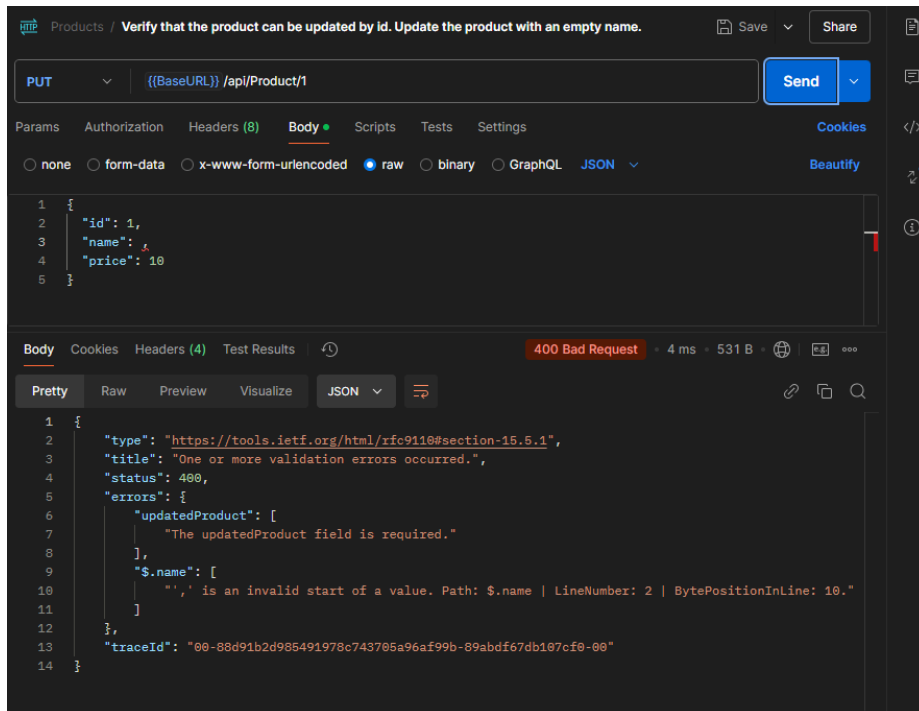 HTTP Products / Verify that the product can be updated by id. Update the product with an empty name. Save Share
PUT {{BaseURL}} /api/Product/1 Send
Params Authorization Headers (8) Body Scripts Tests Settings Cookies
none form-data x-www-form-urlencoded raw binary GraphQL JSON Beautify
1 {
2 "id": 1,
3 "name": ,
4 "price": 10
5 }
Body Cookies Headers (4) Test Results 400 Bad Request 4 ms 531 B e.g.
Pretty Raw Preview Visualize JSON
1 {
2 "type": "https://tools.ietf.org/html/rfc9110#section-15.5.1",
3 "title": "One or more validation errors occurred.",
4 "status": 400,
5 "errors": {
6 "updatedProduct": [
7 "The updatedProduct field is required."
8 ],
9 "$.name": [
10 "',' is an invalid start of a value. Path: $.name | LineNumber: 2 | BytePositionInLine: 10."
11 ]
12 },
13 "traceId": "00-88d91b2d985491978c743705a96af99b-89abdf67db107cf0-00"
14 }